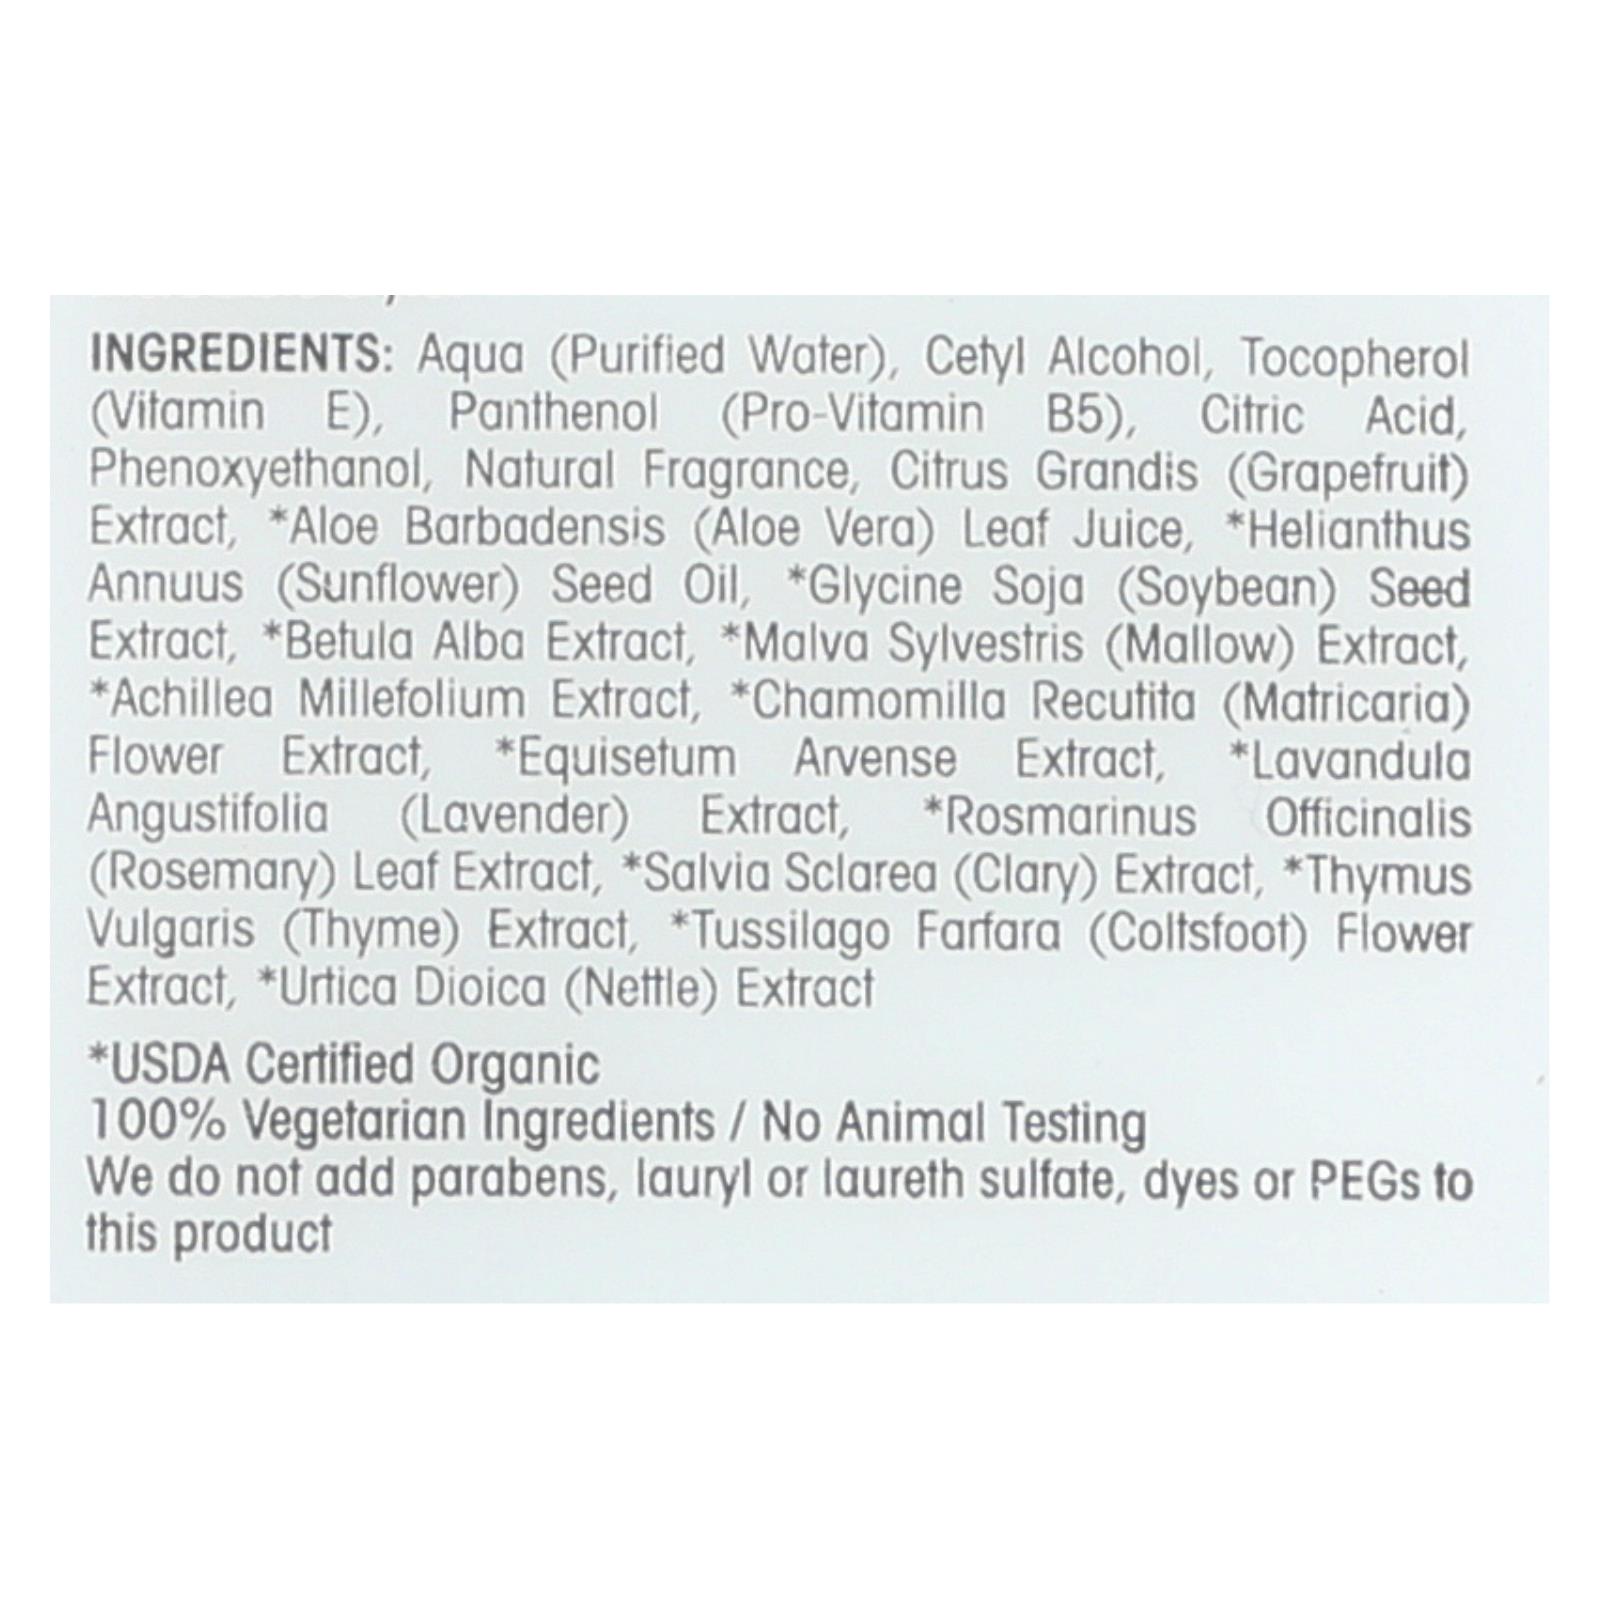 INGREDIENTS: Aqua (Purified Water), Cetyl Alcohol, Tocopherol
(Vitamin E), Panthenol (Pro-Vitamin B5), Citric Acid,
Phenoxyethanol, Natural Fragrance, Citrus Grandis (Grapefruit)
Extract, *Aloe Barbadensis (Aloe Vera) Leaf Juice, *Helianthus
Annuus (Sunflower) Seed Oil, *Glycine Soja (Soybean) Seed
Extract, *Betula Alba Extract, *Malva Sylvestris (Mallow) Extract,
*Achillea Millefolium Extract, *Chamomilla Recutita (Matricaria)
Flower Extract, *Equisetum Arvense Extract, *Lavandula
Angustifolia (Lavender) Extract, *Rosmarinus Officinalis
(Rosemary) Leaf Extract, *Salvia Sclarea (Clary) Extract, *Thymus
Vulgaris (Thyme) Extract, *Tussilago Farfara (Coltsfoot) Flower
Extract, *Urtica Dioica (Nettle) Extract
*USDA Certified Organic
100% Vegetarian Ingredients / No Animal Testing
We do not add parabens, lauryl or laureth sulfate, dyes or PEGs to
this product